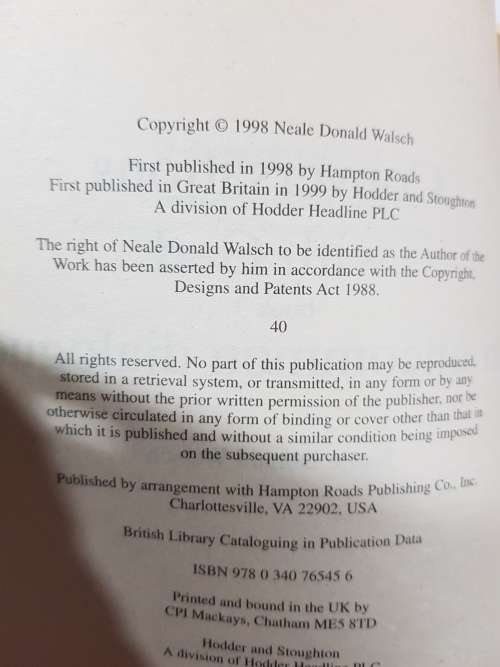 Copyright © 1998 Neale Donald Walsch
First published in 1998 by Hampton Roads
First published in Great Britain in 1999 by Hodder and Stoughton
A division of Hodder Headline PLC
The right of Neale Donald Walsch to be identified as the Author of the
Work has been asserted by him in accordance with the Copyright,
Designs and Patents Act 1988.
40
All rights reserved. No part of this publication may be reproduced,
stored in a retrieval system, or transmitted, in any form or by any
means without the prior written permission of the publisher, nor be
otherwise circulated in any form of binding or cover other than that in
which it is published and without a similar condition being imposed
on the subsequent purchaser.
Published by arrangement with Hampton Roads Publishing Co., Inc.
Charlottesville, VA 22902, USA
British Library Cataloguing in Publication Data
ISBN 978 0 340 76545 6
Printed and bound in the UK by
CPI Mackays, Chatham ME5 8TD
Hodder and Stoughton
A division of Hodder Headline PLC